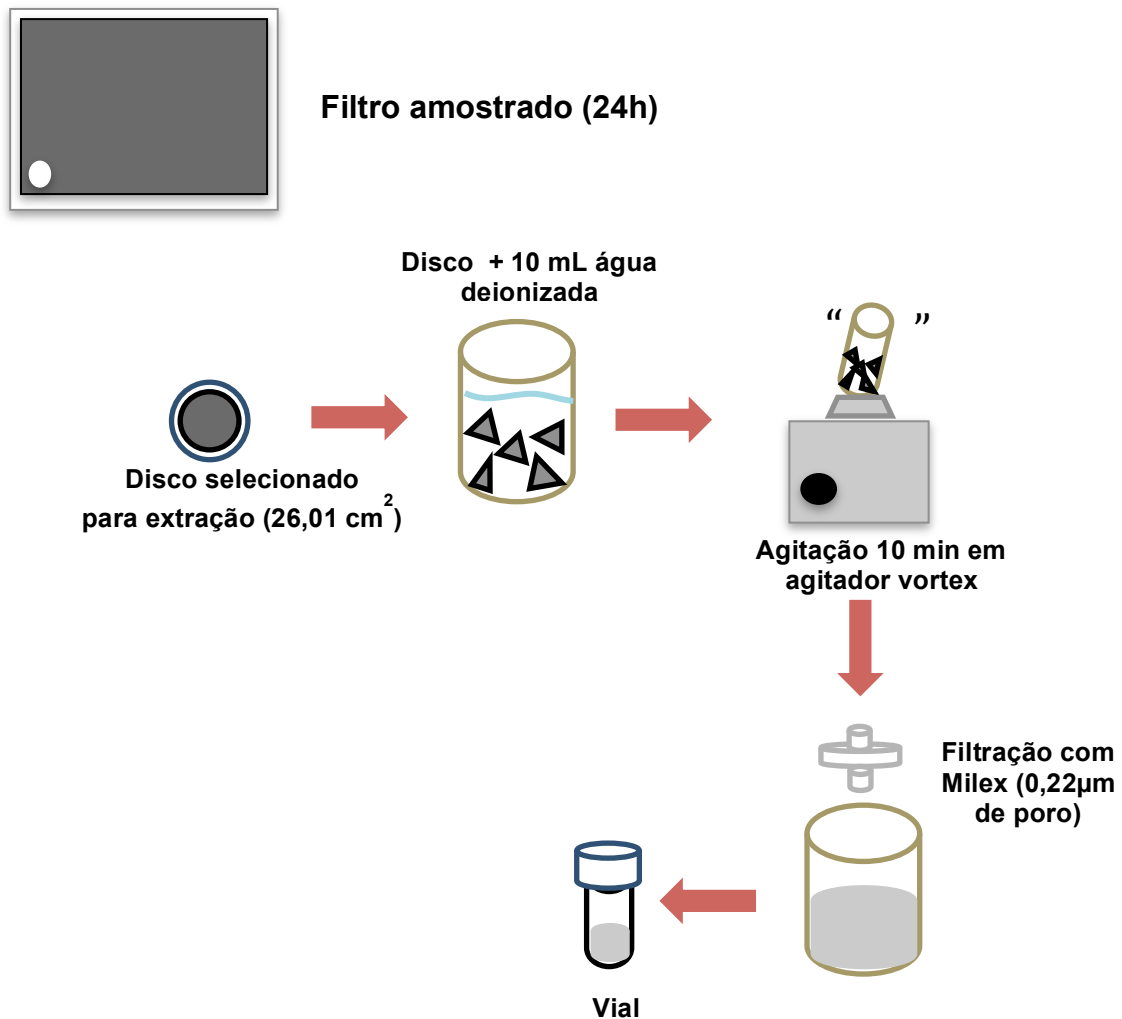 Filtro amostrado (24h)
Disco + 10 mL água
deionizada
“ ”
Disco selecionado
para extração (26,01 cm²)
Agitação 10 min em
agitador vortex
Filtração com
Milex (0,22µm
de poro)
Vial